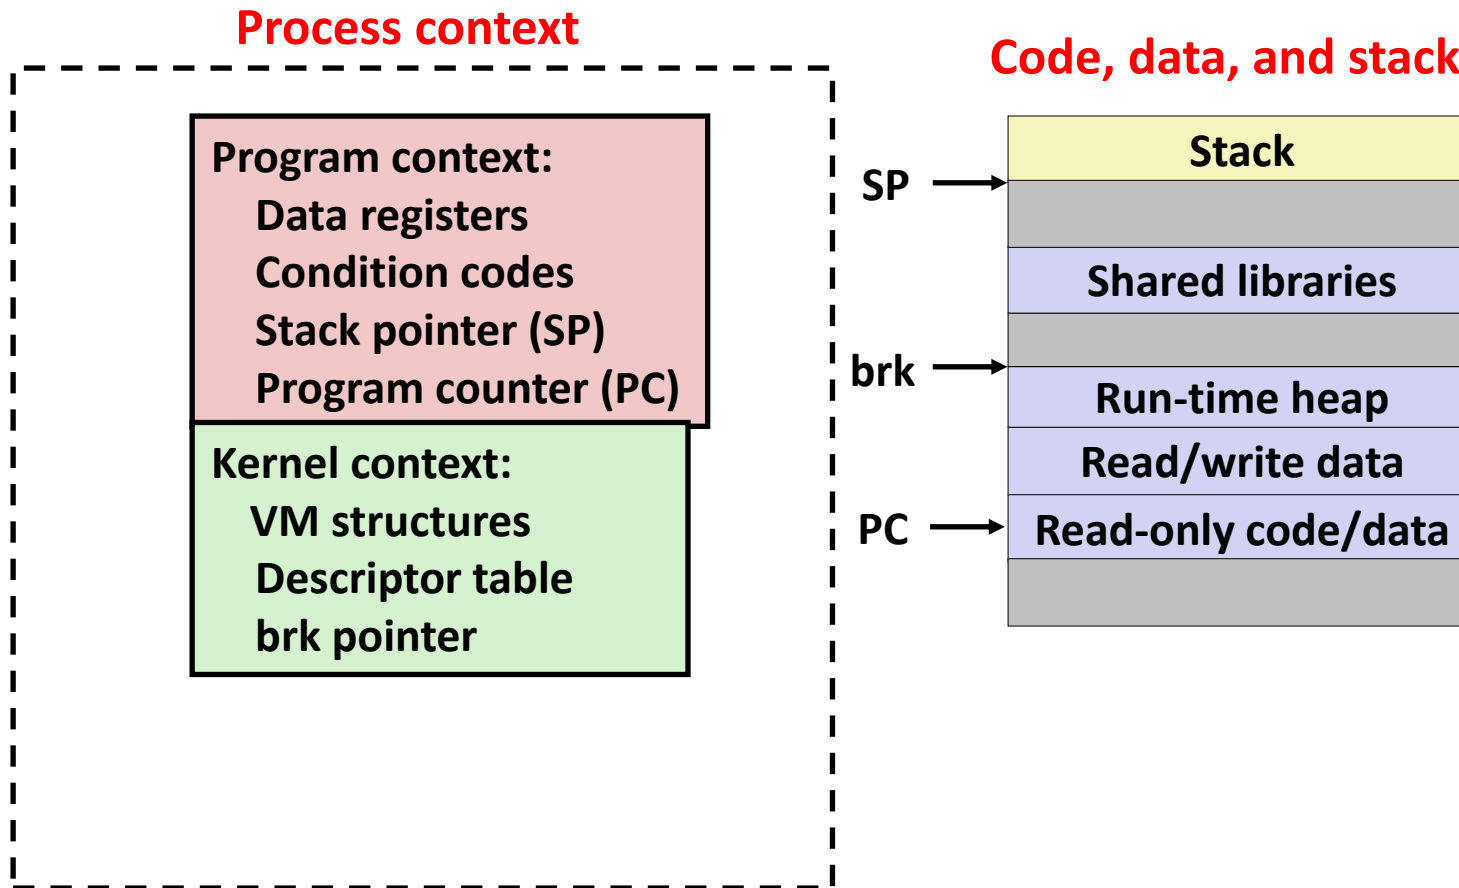 Process context
Program context:
Data registers
Condition codes
Stack pointer (SP)
Program counter (PC)
Kernel context:
VM structures
Descriptor table
brk pointer
Code, data, and stack
Stack
SP
Shared libraries
brk
Run-time heap
Read/write data
PC
Read-only code/data